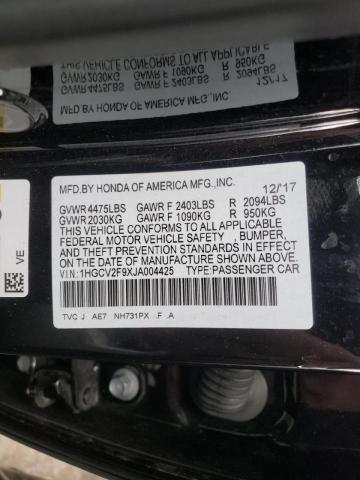 MFD.BY HONDA OF AMERICA MFG.,INC. 12/17
GVWR 4475LBS GAWR F 2403LBS R 2094LBS
GVWR 2030KG GAWR F 1090KG R 950KG
THIS VEHICLE CONFORMS TO ALL APPLICABLE
FEDERAL MOTOR VEHICLE SAFETY, BUMPER,
AND THEFT PREVENTION STANDARDS IN EFFECT
ON THE DATE OF MANUFACTURE SHOWN ABOVE.
V.I.N:1HGCV2F9XJA004425 TYPE:PASSENGER CAR
TVC J AE7 NH731PX .F .A
VE